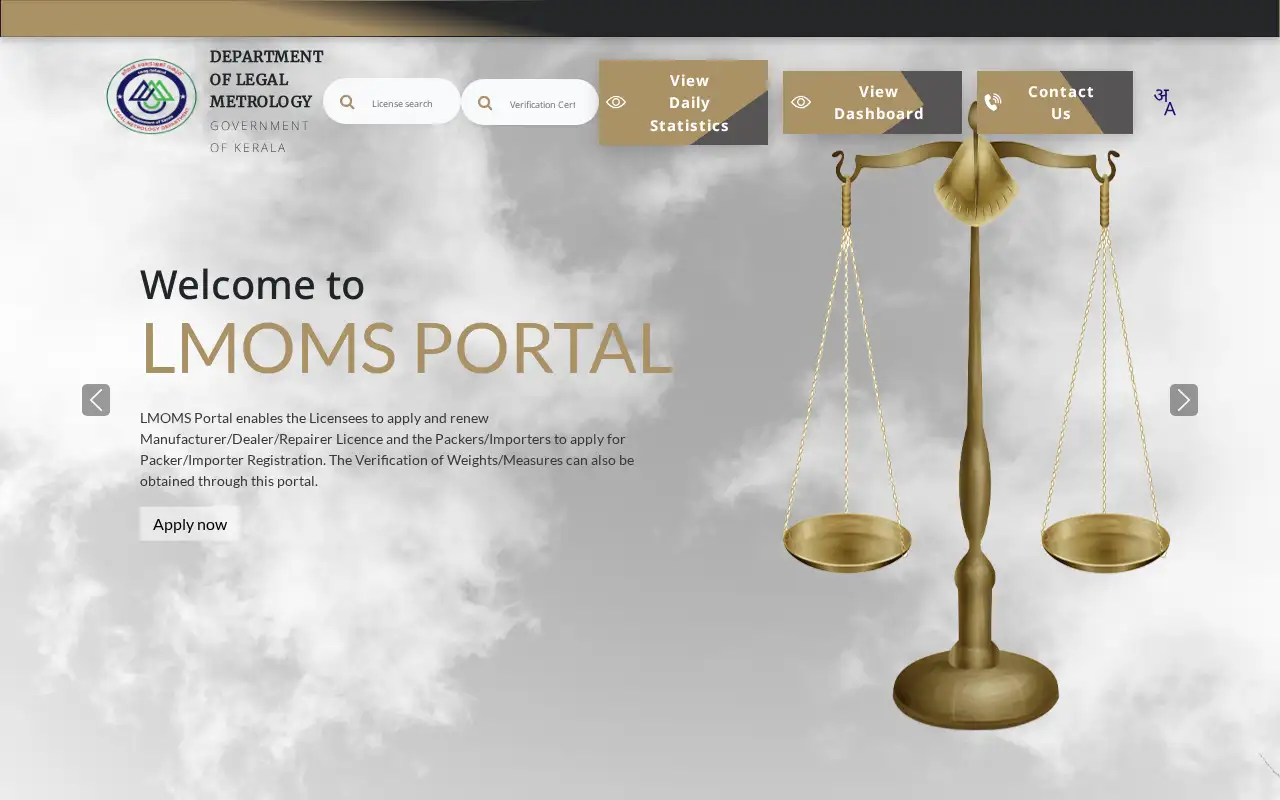 DEPARTMENT
OF LEGAL
METROLOGY
GOVERNMENT
OF KERALA
License search
Verification Cert
View
Daily
Statistics
View
Dashboard
Contact
Us
अ
A
Welcome to
LMOMS PORTAL
LMOMS Portal enables the Licensees to apply and renew
Manufacturer/Dealer/Repairer Licence and the Packers/Importers to apply for
Packer/Importer Registration. The Verification of Weights/Measures can also be
obtained through this portal.
Apply now